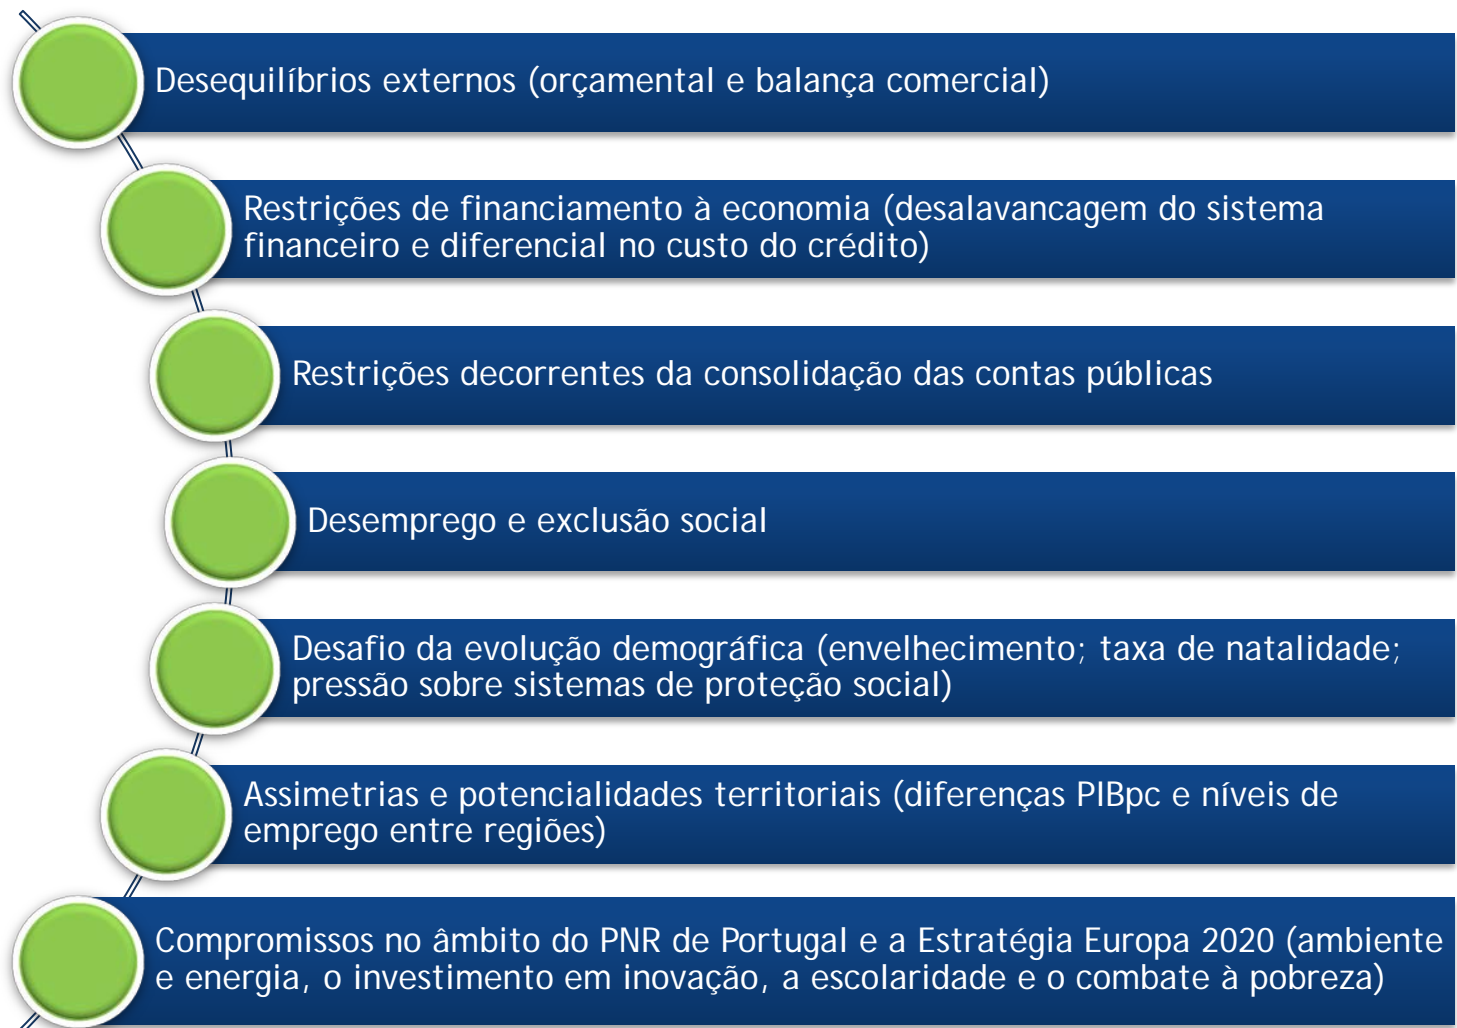 Desequilíbrios externos (orçamental e balança comercial)
Restrições de financiamento à economia (desalavancagem do sistema
financeiro e diferencial no custo do crédito)
Restrições decorrentes da consolidação das contas públicas
Desemprego e exclusão social
Desafio da evolução demográfica (envelhecimento; taxa de natalidade;
pressão sobre sistemas de proteção social)
Assimetrias e potencialidades territoriais (diferenças PIBpc e níveis de
emprego entre regiões)
Compromissos no âmbito do PNR de Portugal e a Estratégia Europa 2020 (ambiente
e energia, o investimento em inovação, a escolaridade e o combate à pobreza)